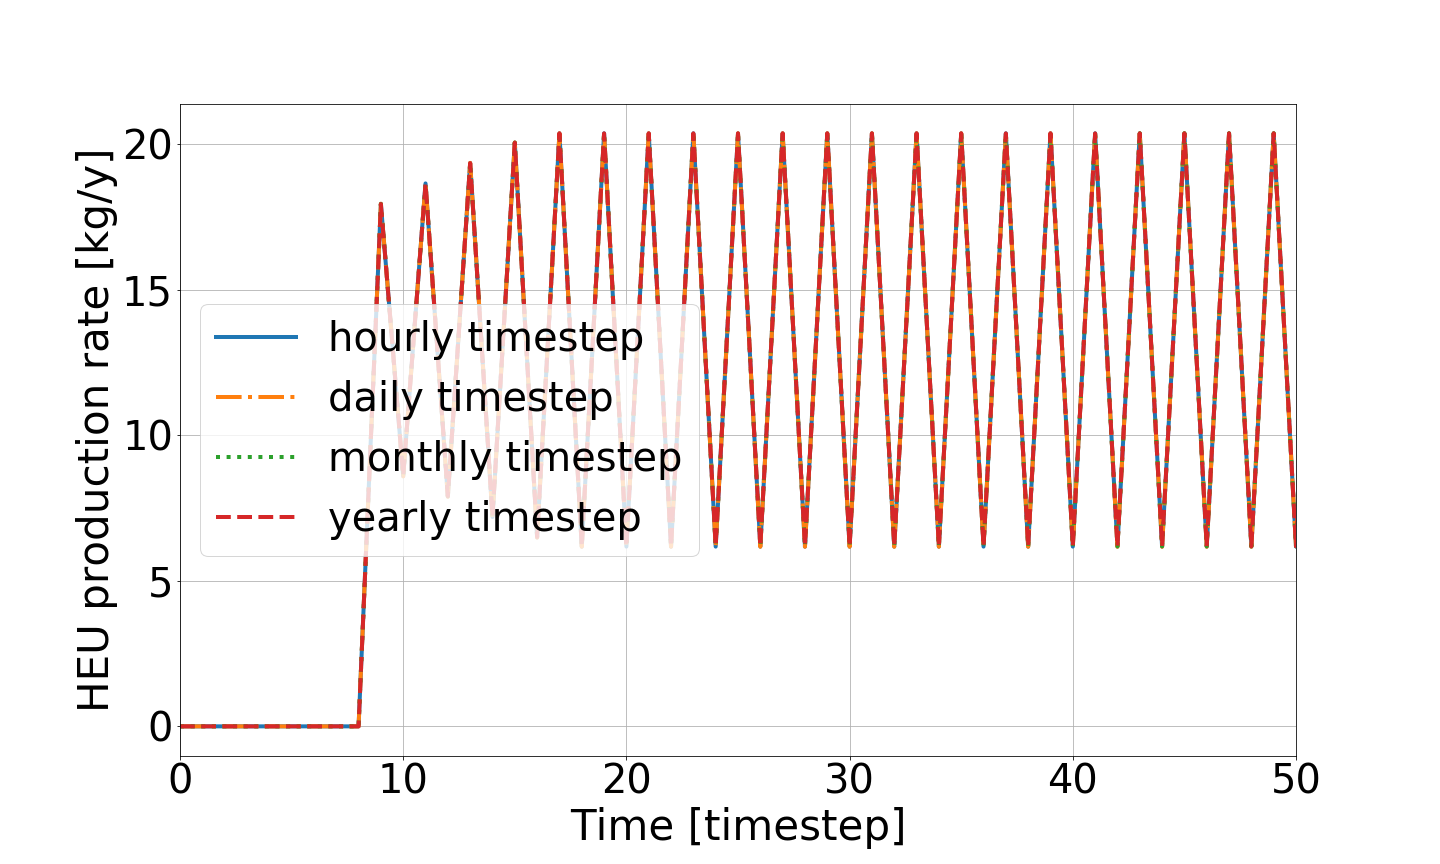 HEU production rate [kg/y]
20
15
10
5
0
hourly timestep
daily timestep
monthly timestep
yearly timestep
0 10 20 30 40 50
Time [timestep]